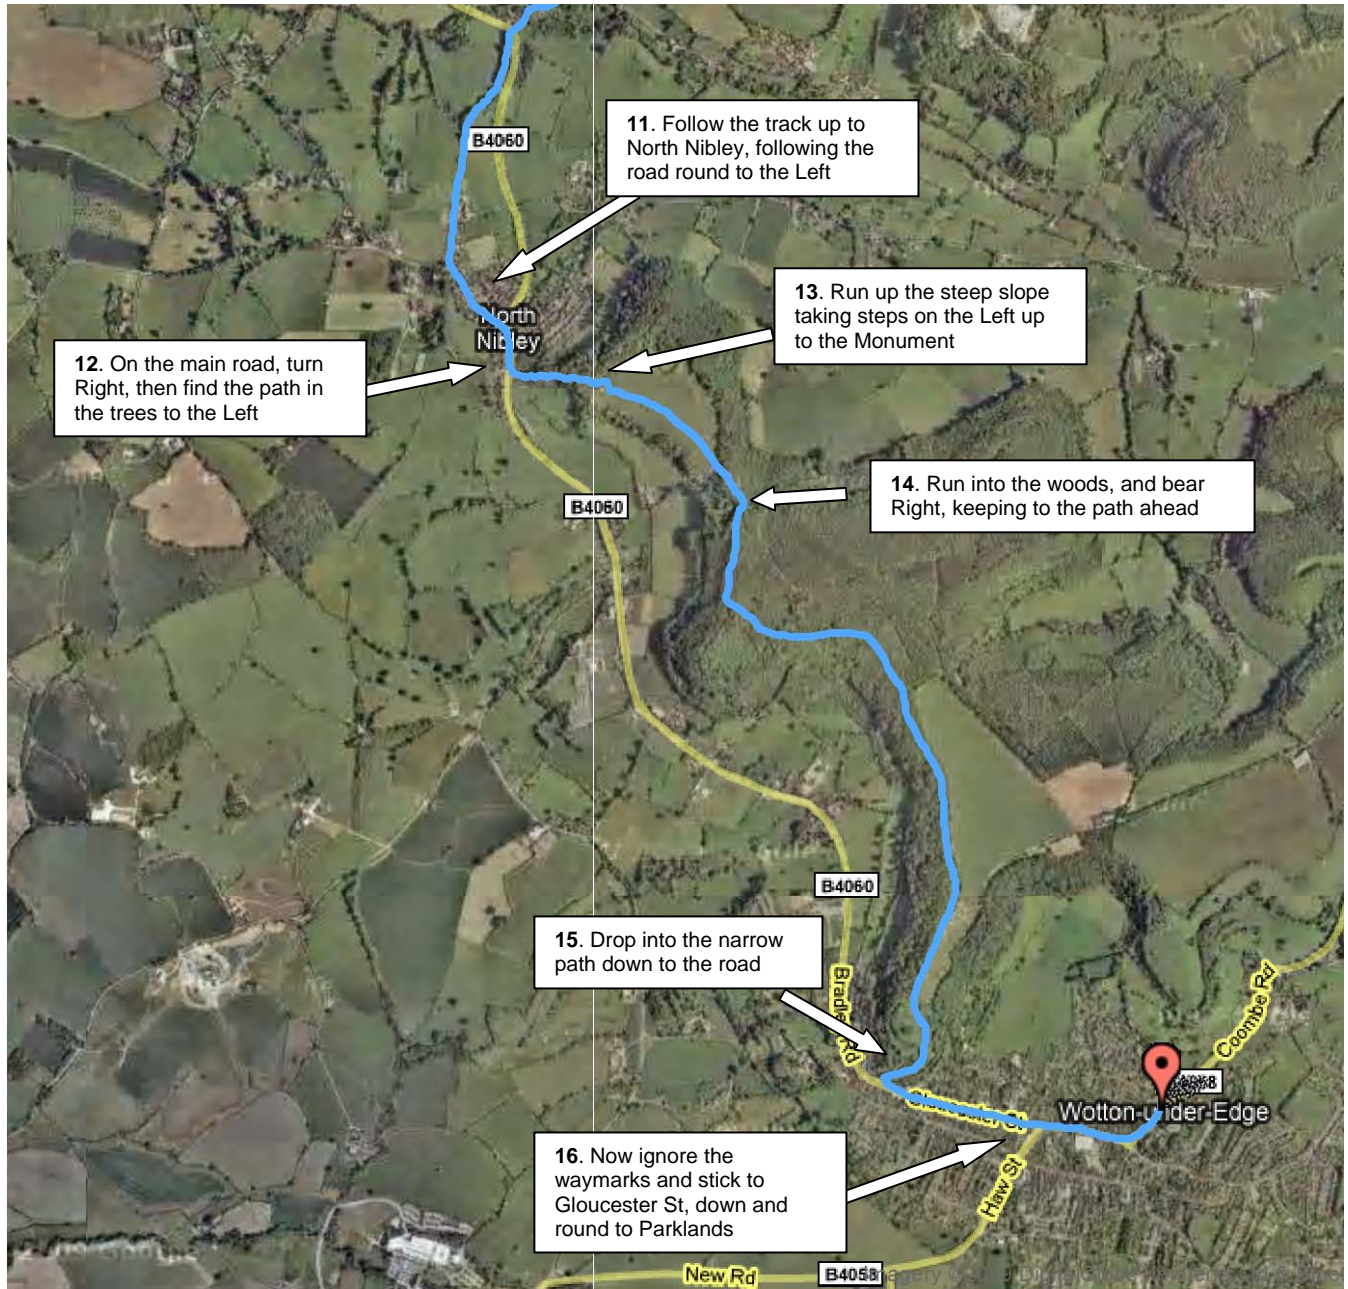 B4060
11. Follow the track up to
North Nibley, following the
road round to the Left
13. Run up the steep slope
taking steps on the Left up
to the Monument
North
Nibley
12. On the main road, turn
Right, then find the path in
the trees to the Left
14. Run into the woods, and bear
Right, keeping to the path ahead
B4060
B4060
15. Drop into the narrow
path down to the road
Bradley Rd
Coombe Rd
Gloucester St
Wotton-under-Edge
16. Now ignore the
waymarks and stick to
Gloucester St, down and
round to Parklands
Haw St
New Rd
B4058